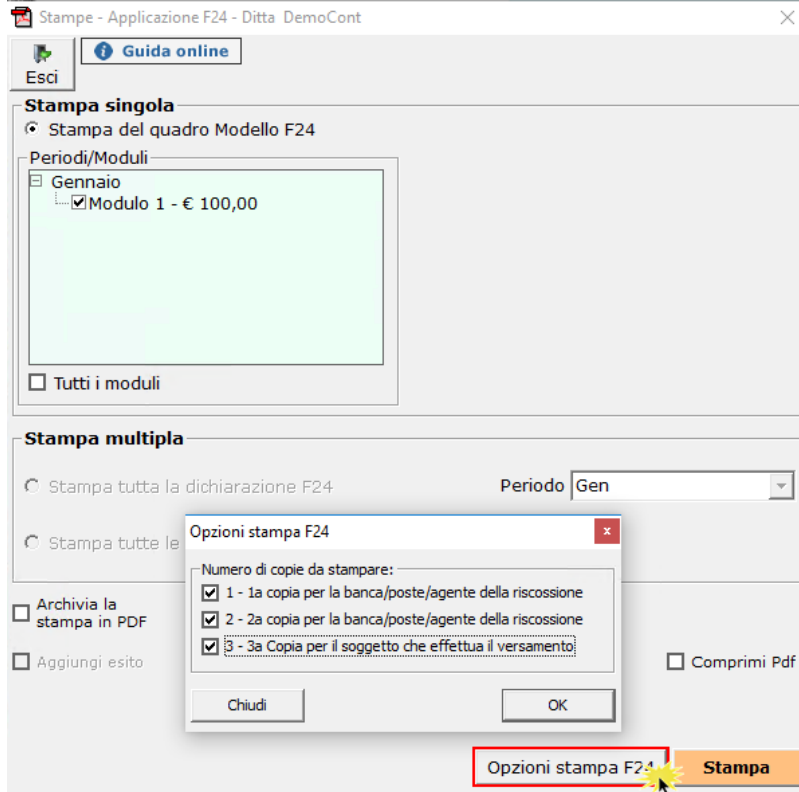 Stampe - Applicazione F24 - Ditta DemoCont
Guida online
Esci
Stampa singola
Stampa del quadro Modello F24
Periodi/Moduli
Gennaio
Modulo 1 - € 100,00
Tutti i moduli
Stampa multipla
Stampa tutta la dichiarazione F24
Periodo Gen
Stampa tutte le
Opzioni stampa F24
Numero di copie da stampare:
1 - 1a copia per la banca/poste/agente della riscossione
2 - 2a copia per la banca/poste/agente della riscossione
3 - 3a Copia per il soggetto che effettua il versamento
Chiudi
OK
Archivia la
stampa in PDF
Aggiungi esito
Comprimi Pdf
Opzioni stampa F24
Stampa